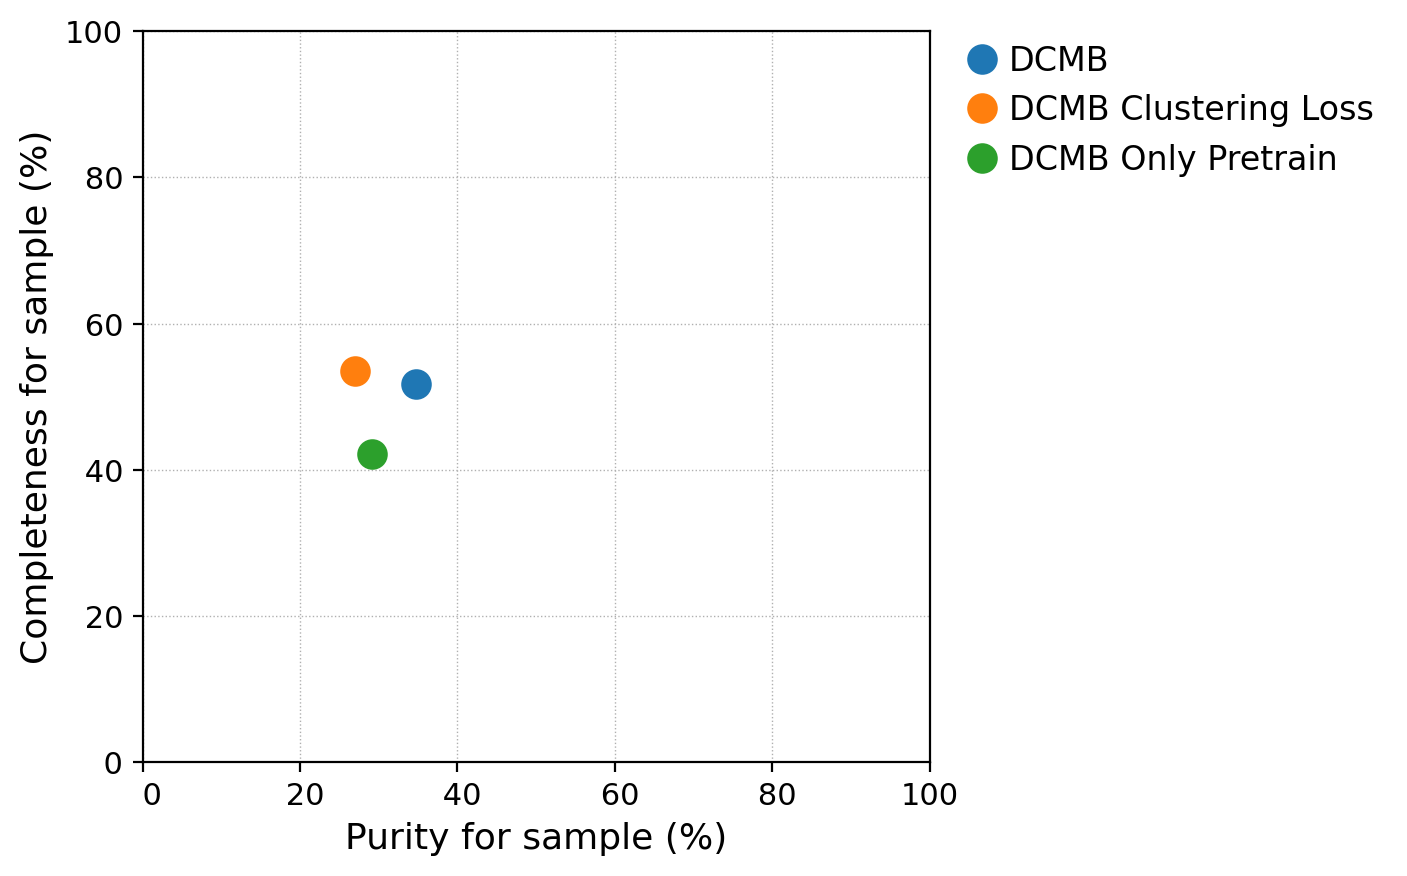 100
80
60
40
20
0
Completeness for sample (%)
0 20 40 60 80 100
Purity for sample (%)
DCMB
DCMB Clustering Loss
DCMB Only Pretrain